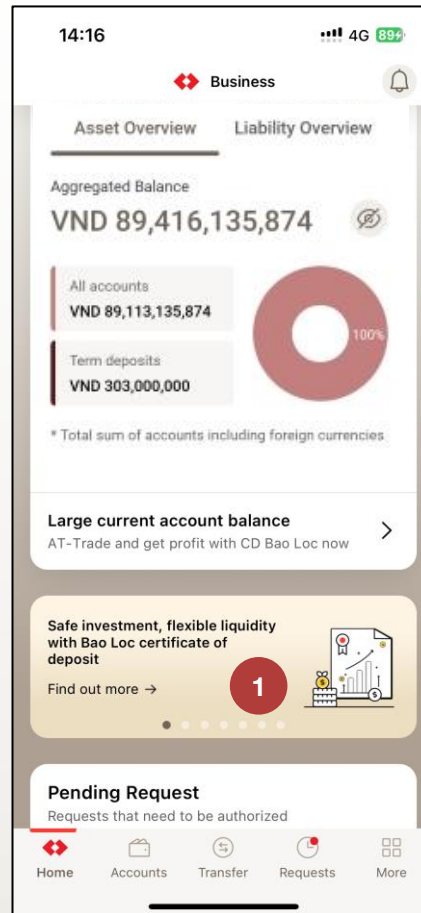 14:16
4G 89
Business
Asset Overview Liability Overview
Aggregated Balance
VND 89,416,135,874
All accounts
VND 89,113,135,874
100%
Term deposits
VND 303,000,000
* Total sum of accounts including foreign currencies
Large current account balance
AT-Trade and get profit with CD Bao Loc now
Safe investment, flexible liquidity
with Bao Loc certificate of
deposit
Find out more →
1
Pending Request
Requests that need to be authorized
Home Accounts Transfer Requests More